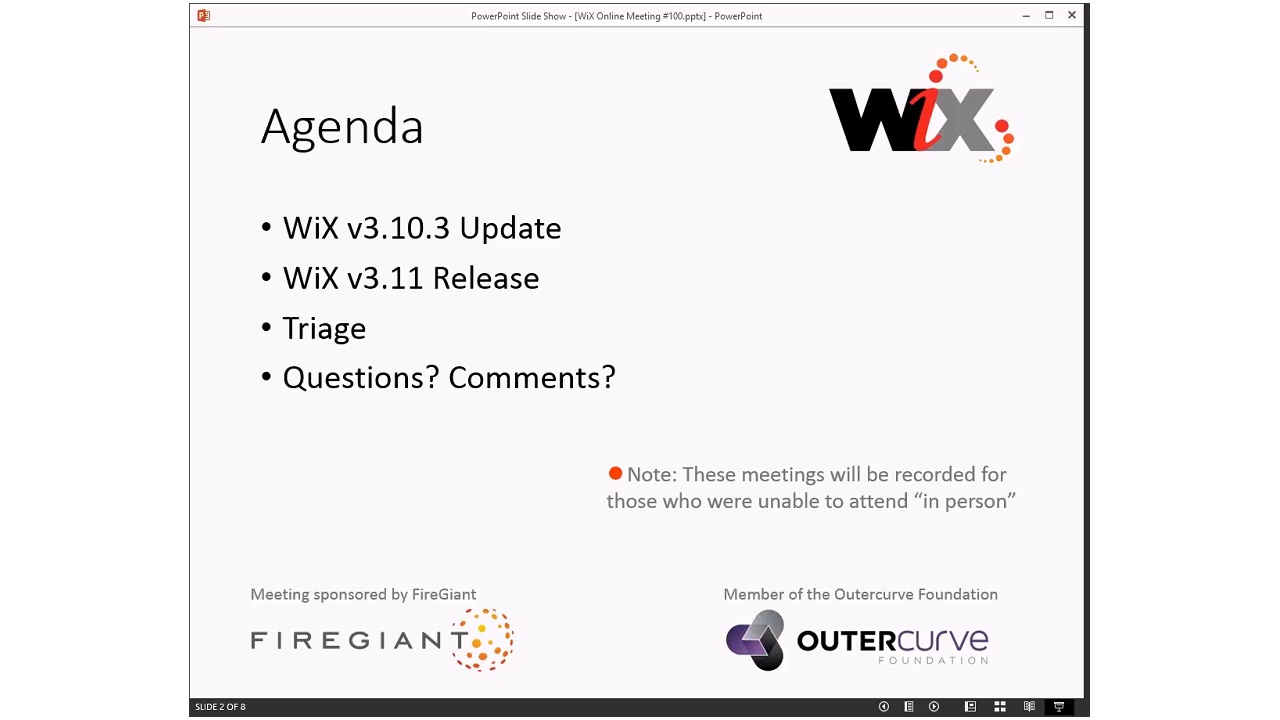 PowerPoint Slide Show - [WiX Online Meeting #100.pptx] - PowerPoint
WiX
Agenda
• WiX v3.10.3 Update
• WiX v3.11 Release
• Triage
• Questions? Comments?
Note: These meetings will be recorded for
those who were unable to attend “in person”
Meeting sponsored by FireGiant
FIREGIANT
Member of the Outercurve Foundation
OUTERCURVE
FOUNDATION
SLIDE 2 OF 8